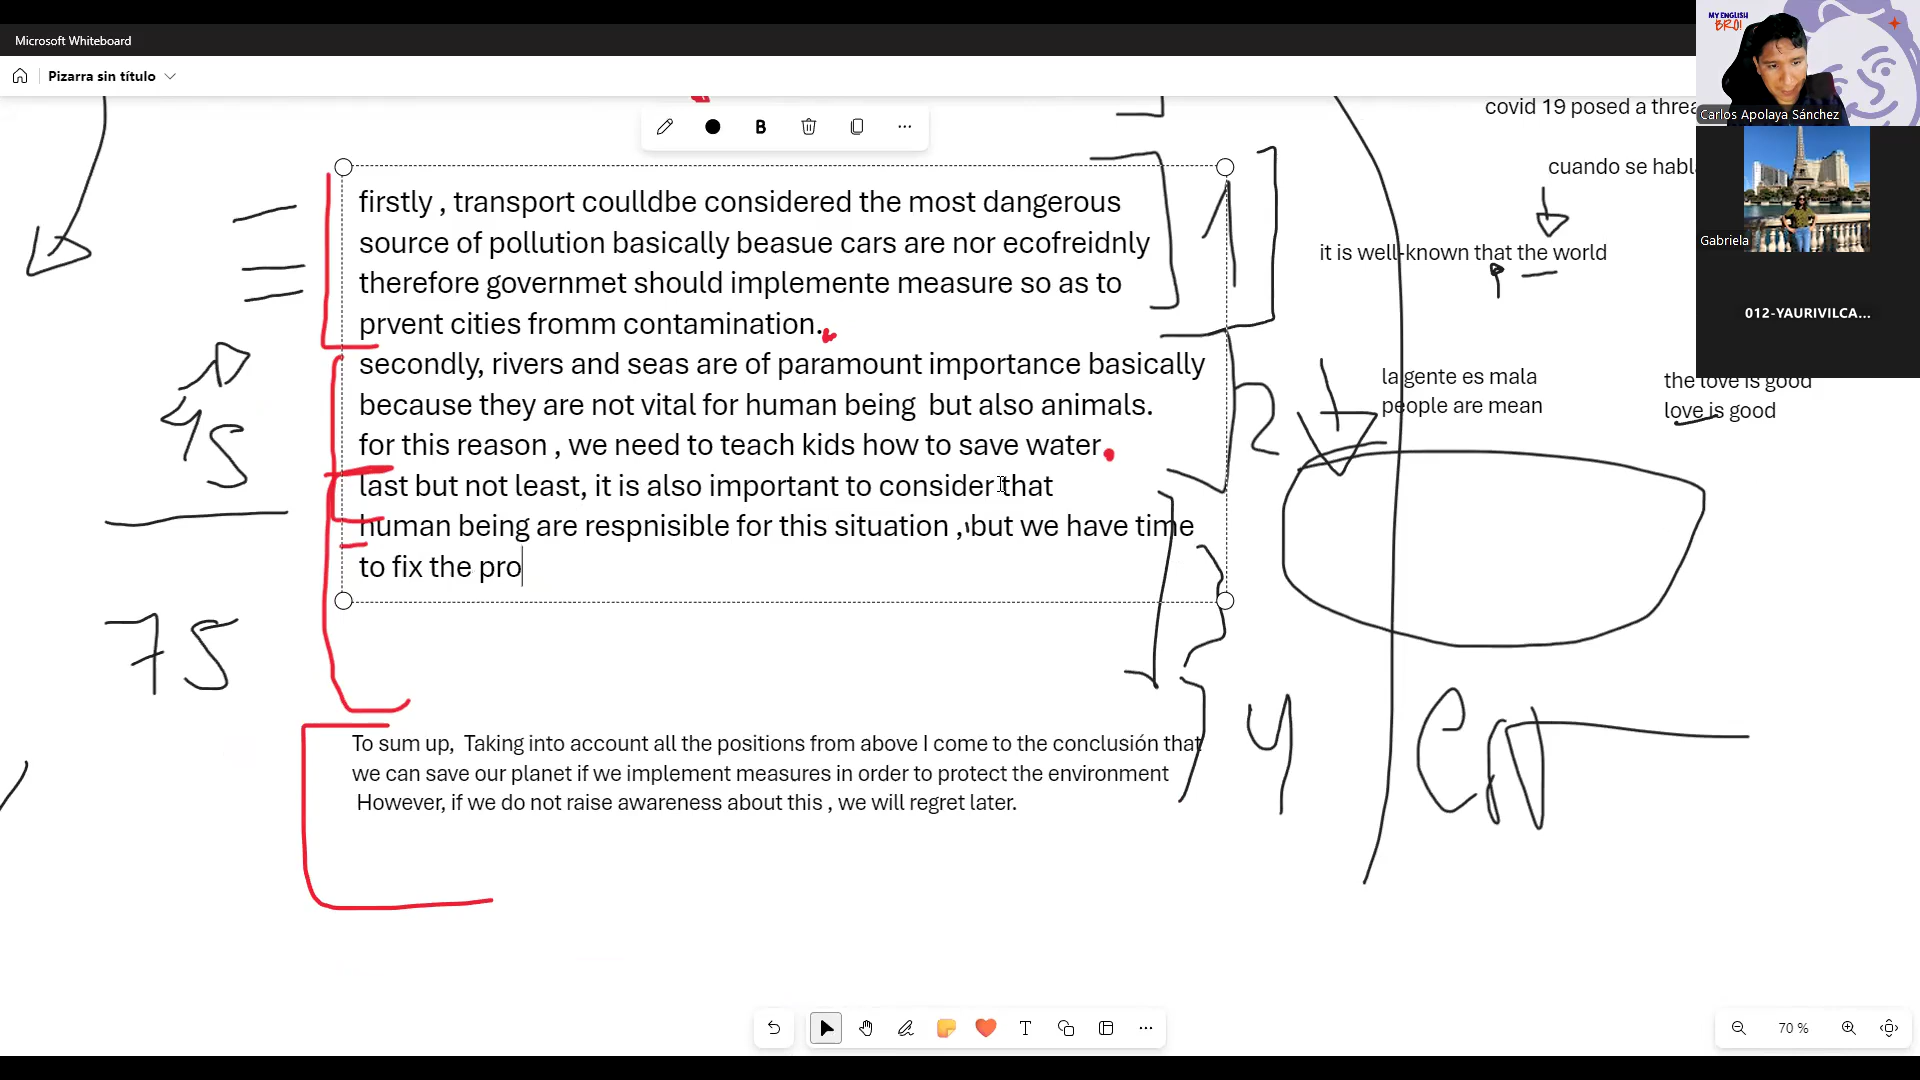 Microsoft Whiteboard
Pizarra sin título
MY ENGLISH
BRO!
Carlos Apolaya Sánchez
Gabriela
012-YAURIVILCA...
covid 19 posed a threa
cuando se habla
it is well-known that the world
la gente es mala
people are mean
the love is good
love is good
firstly , transport coulldbe considered the most dangerous
source of pollution basically beasue cars are nor ecofreidnly
therefore governmet should implemente measure so as to
prvent cities fromm contamination.
secondly, rivers and seas are of paramount importance basically
because they are not vital for human being  but also animals.
for this reason , we need to teach kids how to save water.
last but not least, it is also important to consider that
human being are respnisible for this situation , but we have time
to fix the pro
To sum up,  Taking into account all the positions from above I come to the conclusión that
we can save our planet if we implement measures in order to protect the environment
However, if we do not raise awareness about this , we will regret later.
1
2
3
4
45
75
70 %